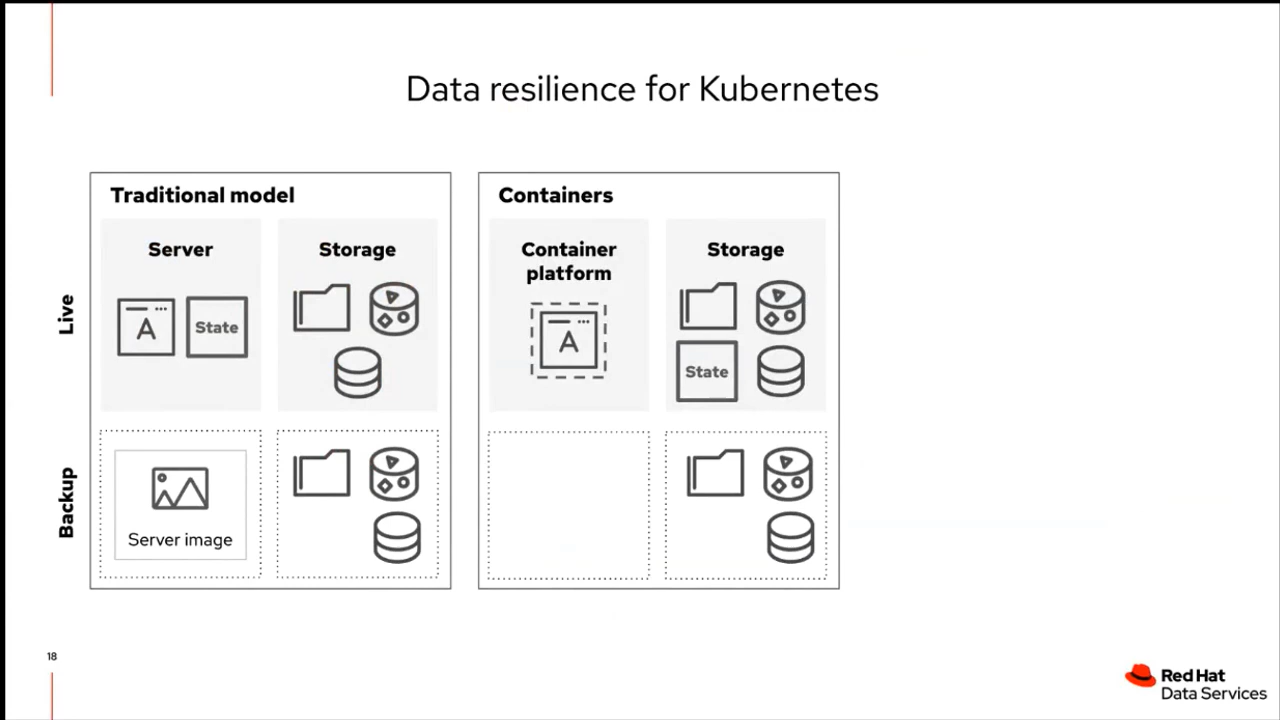 Data resilience for Kubernetes
Traditional model
Containers
Live
Server
Storage
Container
platform
Storage
A
State
A
State
Backup
Server image
18
Red Hat
Data Services